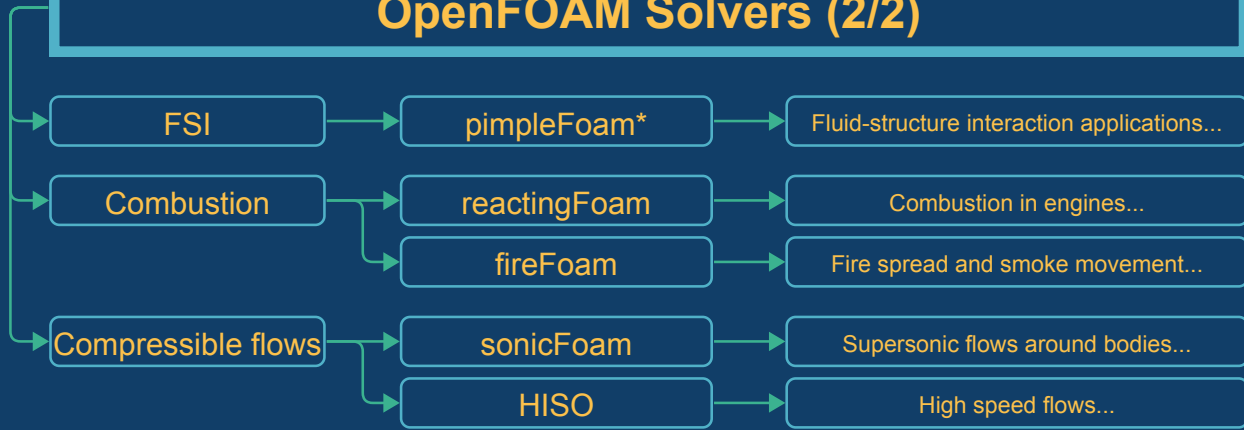 OpenFOAM Solvers (2/2)
FSI
pimpleFoam*
Fluid-structure interaction applications...
Combustion
reactingFoam
Combustion in engines...
fireFoam
Fire spread and smoke movement...
Compressible flows
sonicFoam
Supersonic flows around bodies...
HISO
High speed flows...